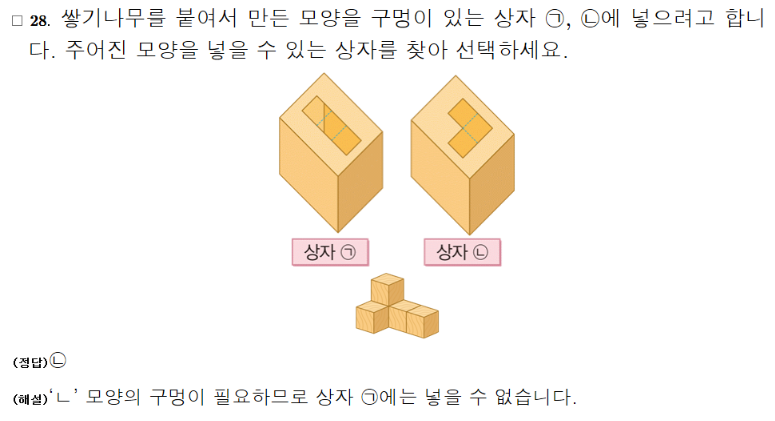 □ 28. 쌓기나무를 붙여서 만든 모양을 구멍이 있는 상자 ㉠, ㉡에 넣으려고 합니
다. 주어진 모양을 넣을 수 있는 상자를 찾아 선택하세요.
상자 ㉠ 상자 ㉡
(정답)㉡
(해설)‘ㄴ’ 모양의 구멍이 필요하므로 상자 ㉠에는 넣을 수 없습니다.